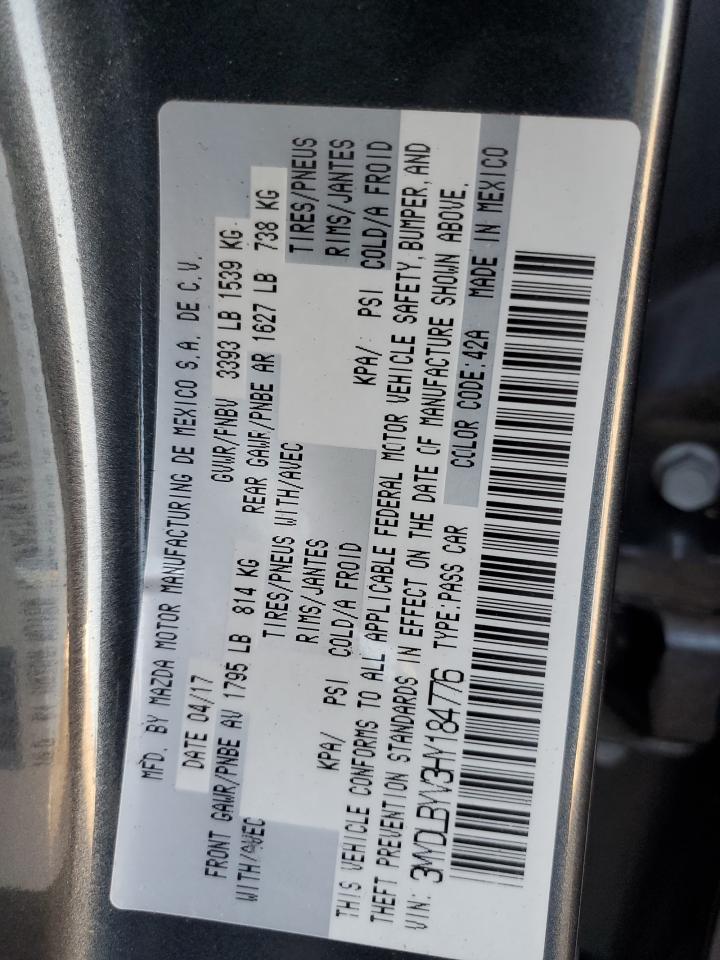 MFD. BY MAZDA MOTOR MANUFACTURING DE MEXICO S.A. DE C.V.
DATE 04/17 GVWR/PNBV 3393 LB 1539 KG
FRONT GAWR/PNBE AV 1795 LB 814 KG REAR GAWR/PNBE AR 1627 LB 738 KG
WITH/AVEC TIRES/PNEUS WITH/AVEC TIRES/PNEUS
RIMS/JANTES RIMS/JANTES
KPA/ PSI COLD/A FROID KPA/ PSI COLD/A FROID
THIS VEHICLE CONFORMS TO ALL APPLICABLE FEDERAL MOTOR VEHICLE SAFETY, BUMPER, AND
THEFT PREVENTION STANDARDS IN EFFECT ON THE DATE OF MANUFACTURE SHOWN ABOVE.
VIN: 3MYDLBYV3HY184776 TYPE:PASS CAR COLOR CODE:42A MADE IN MEXICO